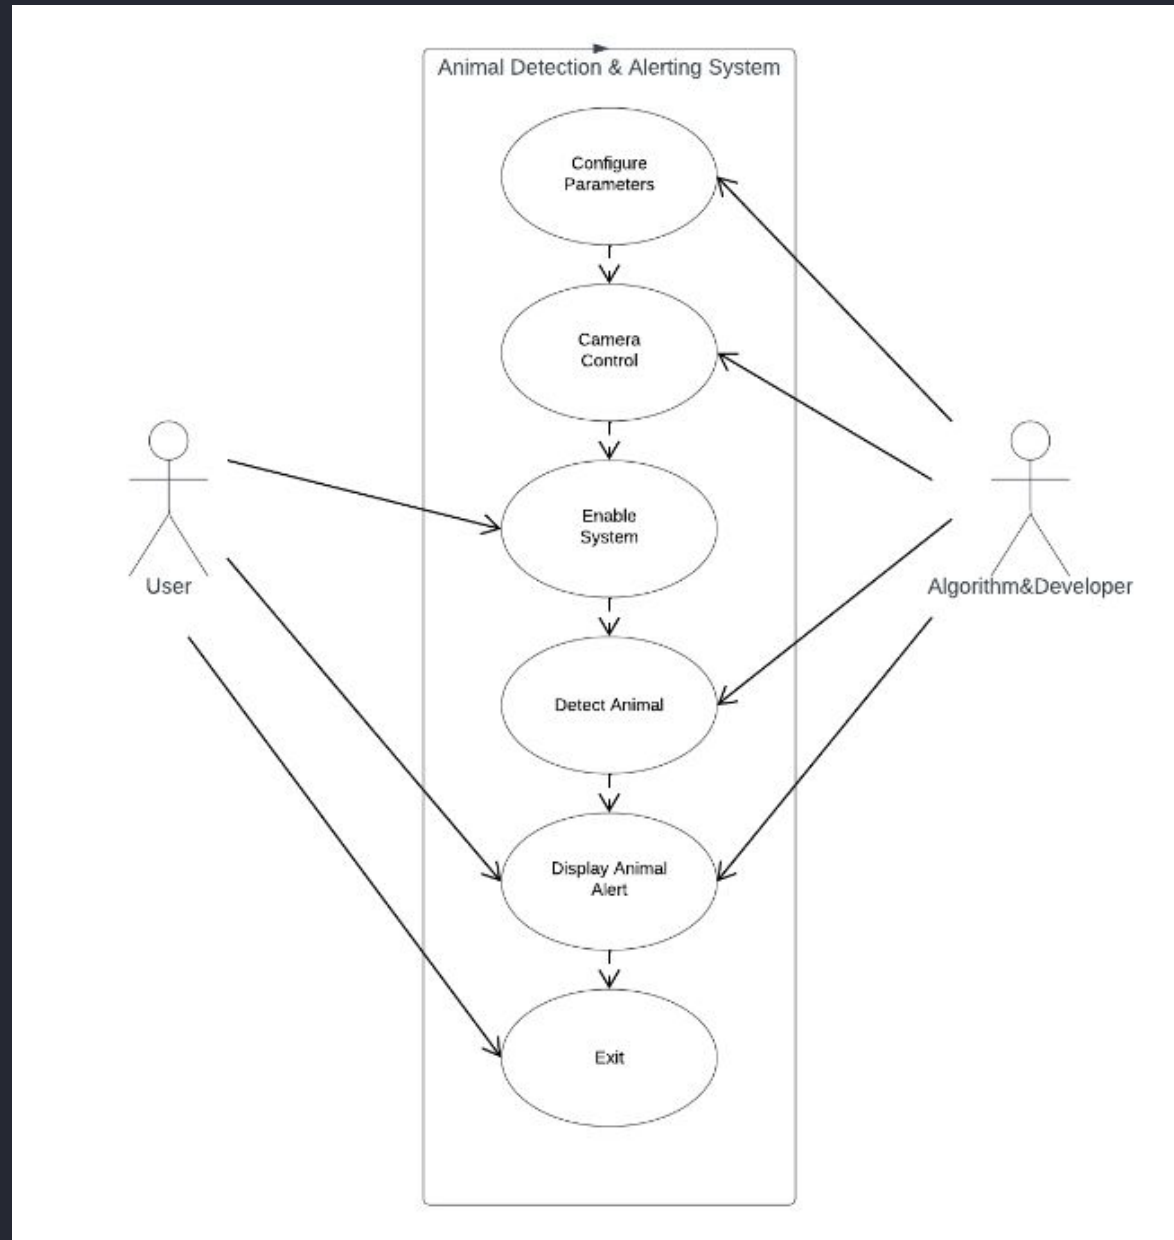 Animal Detection & Alerting System
Configure
Parameters
Camera
Control
Enable
System
User
Algorithm&Developer
Detect Animal
Display Animal
Alert
Exit